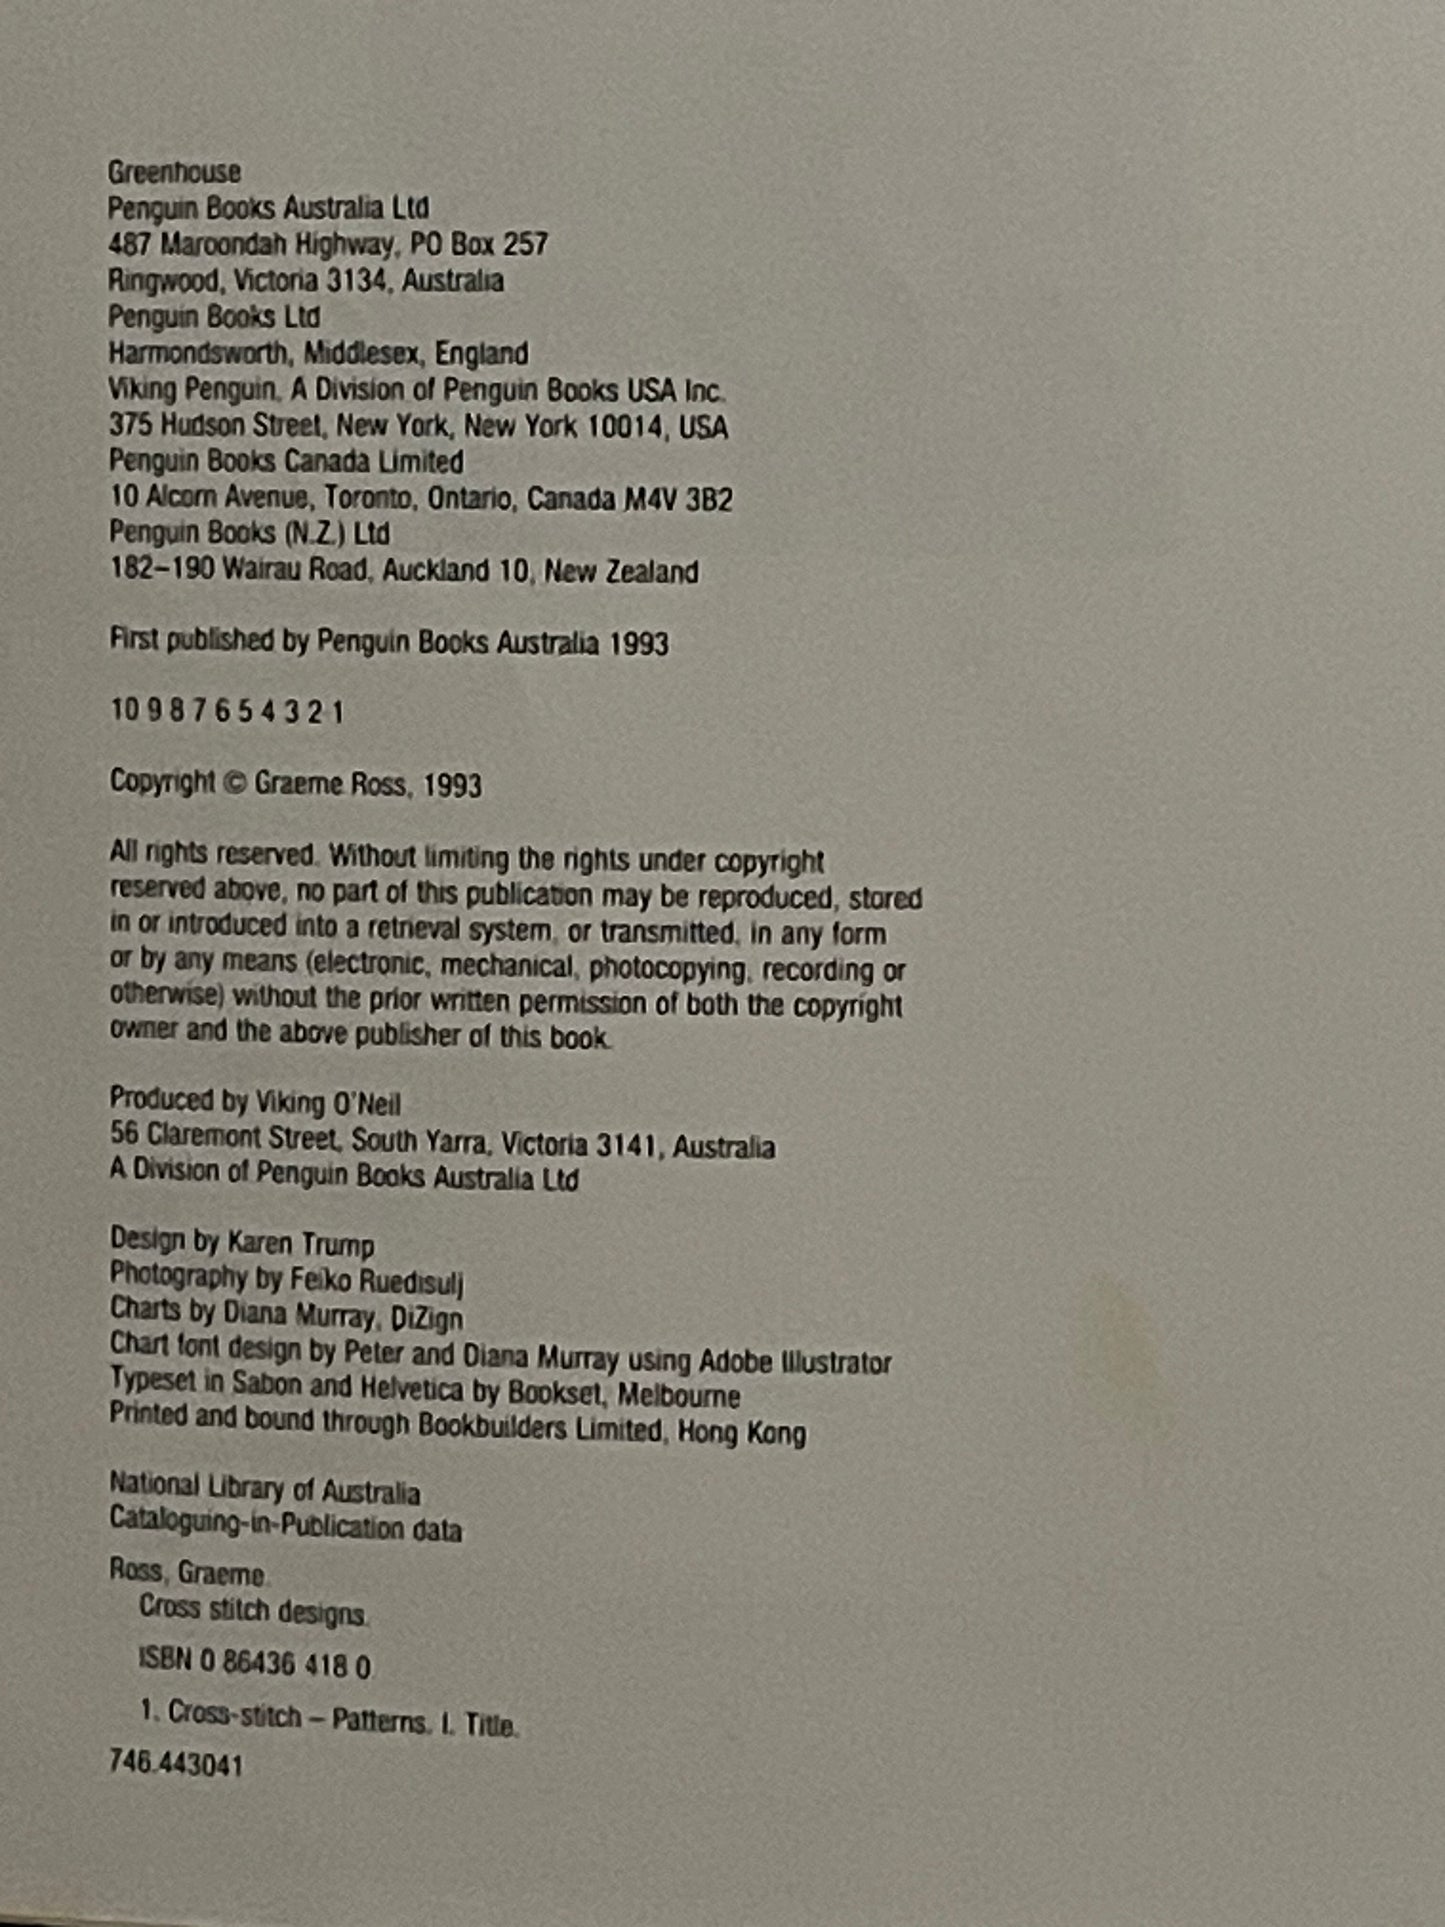 Greenhouse
Penguin Books Australia Ltd
487 Maroondah Highway, PO Box 257
Ringwood, Victoria 3134, Australia
Penguin Books Ltd
Harmondsworth, Middlesex, England
Viking Penguin, A Division of Penguin Books USA Inc.
375 Hudson Street, New York, New York 10014, USA
Penguin Books Canada Limited
10 Alcorn Avenue, Toronto, Ontario, Canada M4V 3B2
Penguin Books (N.Z.) Ltd
182–190 Wairau Road, Auckland 10, New Zealand
First published by Penguin Books Australia 1993
10 9 8 7 6 5 4 3 2 1
Copyright © Graeme Ross, 1993
All rights reserved. Without limiting the rights under copyright
reserved above, no part of this publication may be reproduced, stored
in or introduced into a retrieval system, or transmitted, in any form
or by any means (electronic, mechanical, photocopying, recording or
otherwise) without the prior written permission of both the copyright
owner and the above publisher of this book.
Produced by Viking O'Neil
56 Claremont Street, South Yarra, Victoria 3141, Australia
A Division of Penguin Books Australia Ltd
Design by Karen Trump
Photography by Feiko Ruedisulj
Charts by Diana Murray, DiZign
Chart font design by Peter and Diana Murray using Adobe Illustrator
Typeset in Sabon and Helvetica by Bookset, Melbourne
Printed and bound through Bookbuilders Limited, Hong Kong
National Library of Australia
Cataloguing-in-Publication data
Ross, Graeme.
Cross stitch designs.
ISBN 0 86436 418 0
1. Cross-stitch – Patterns. I. Title.
746.443041